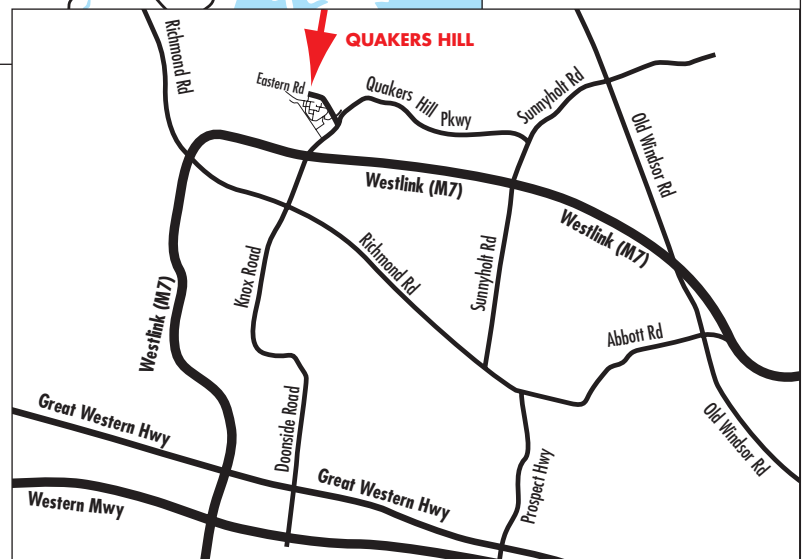 QUAKERS HILL
Richmond Rd
Eastern Rd
Quakers Hill Pkwy
Sunnyholt Rd
Old Windsor Rd
Westlink (M7)
Westlink (M7)
Knox Road
Richmond Rd
Sunnyholt Rd
Westlink (M7)
Abbott Rd
Great Western Hwy
Doonside Road
Old Windsor Rd
Great Western Hwy
Prospect Hwy
Western Mwy